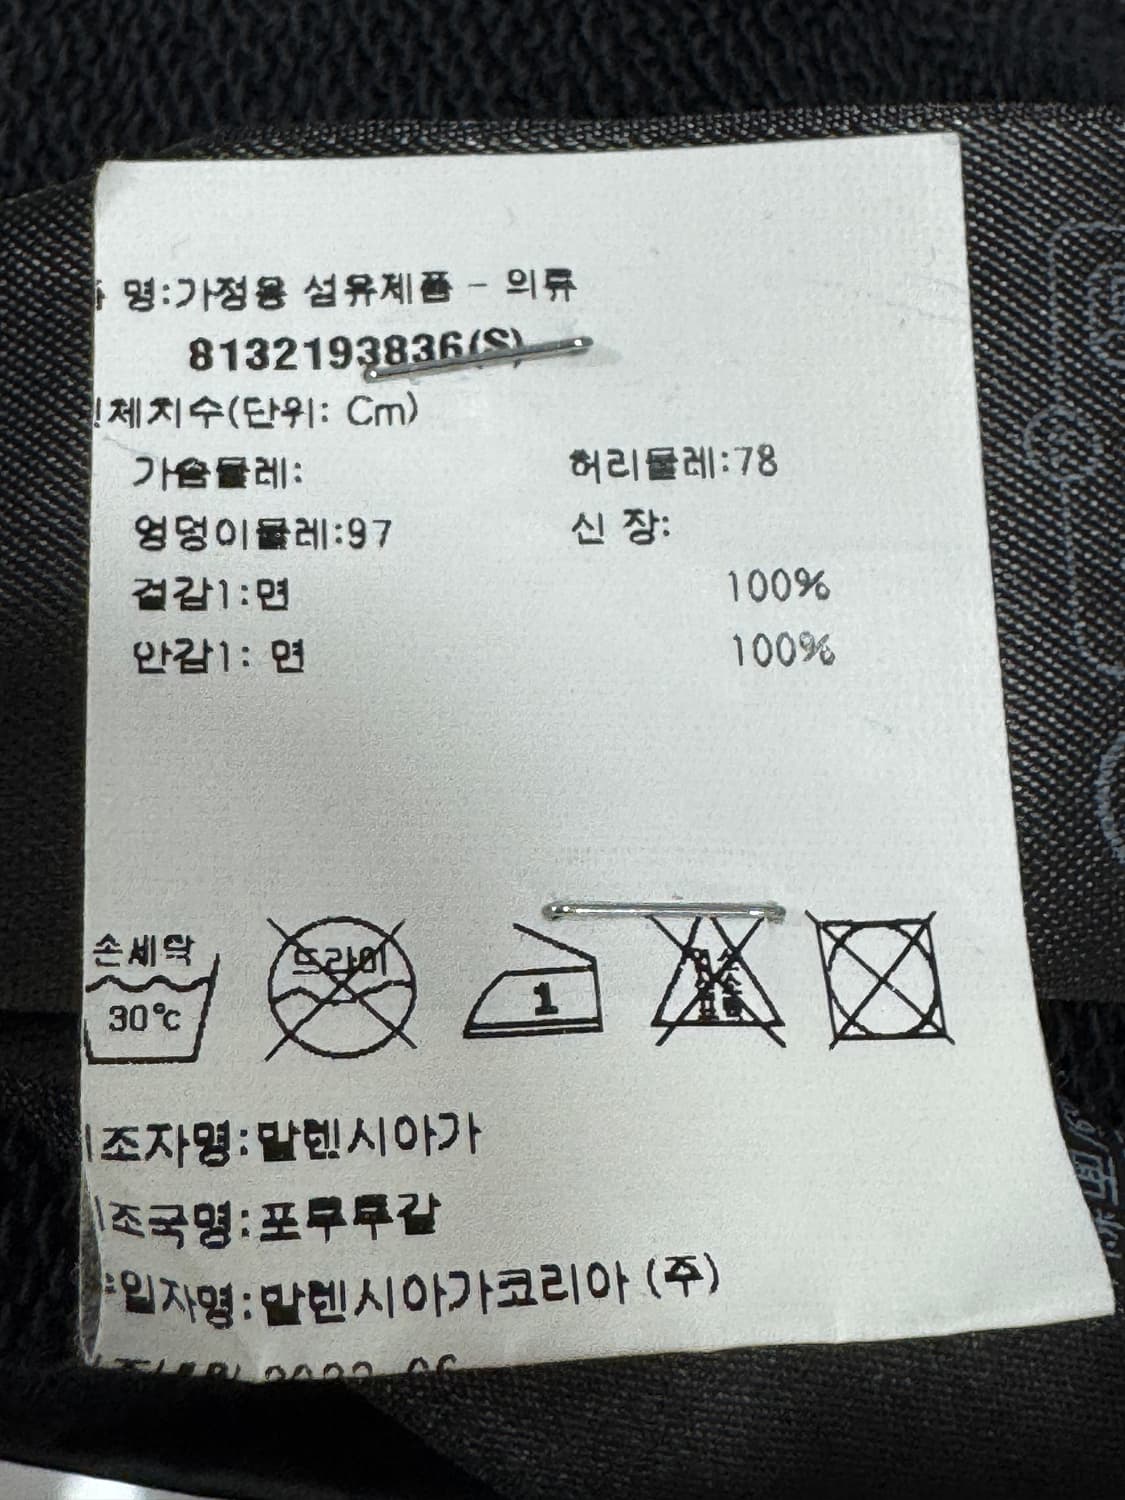 명:가정용 섬유제품 - 의류
8132193836(S)
체치수(단위: Cm)
가슴둘레: 허리둘레:78
엉덩이둘레:97 신 장:
겉감1:면 100%
안감1: 면 100%
손세탁 드라이
30℃ 1
조자명:말렌시아가
조국명:포루투갈
입자명:말렌시아가코리아 (주)